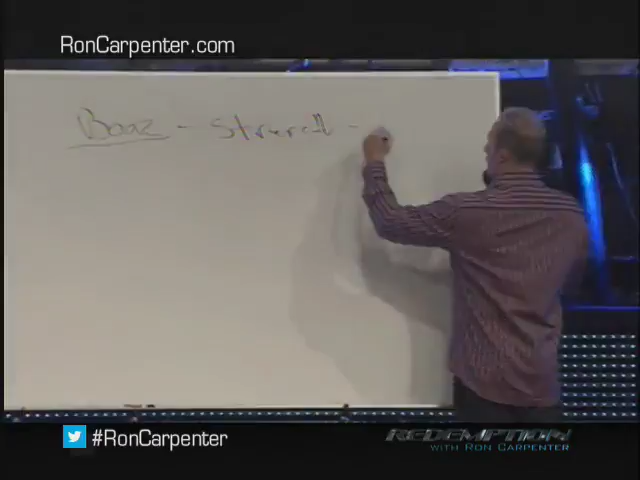 RonCarpenter.com
Boaz - Strength -
#RonCarpenter
REDEMPTION
WITH RON CARPENTER